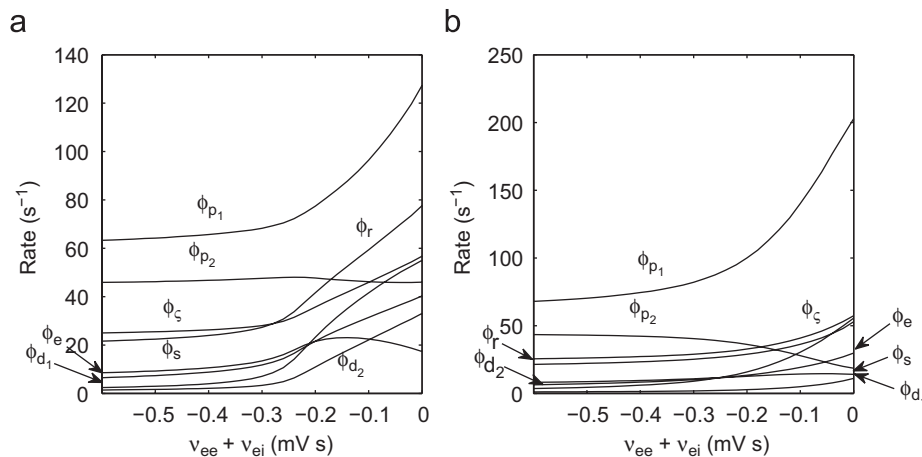 a
b
140
120
100
80
60
40
20
0
Rate (s⁻¹)
ϕp₁
ϕp₂
ϕr
ϕς
ϕs
ϕe
ϕd₁
ϕd₂
−0.5 −0.4 −0.3 −0.2 −0.1 0
νee + νei (mV s)
250
200
150
100
50
0
Rate (s⁻¹)
ϕp₁
ϕp₂
ϕς
ϕr
ϕd₂
ϕe
ϕs
ϕd
−0.5 −0.4 −0.3 −0.2 −0.1 0
νee + νei (mV s)